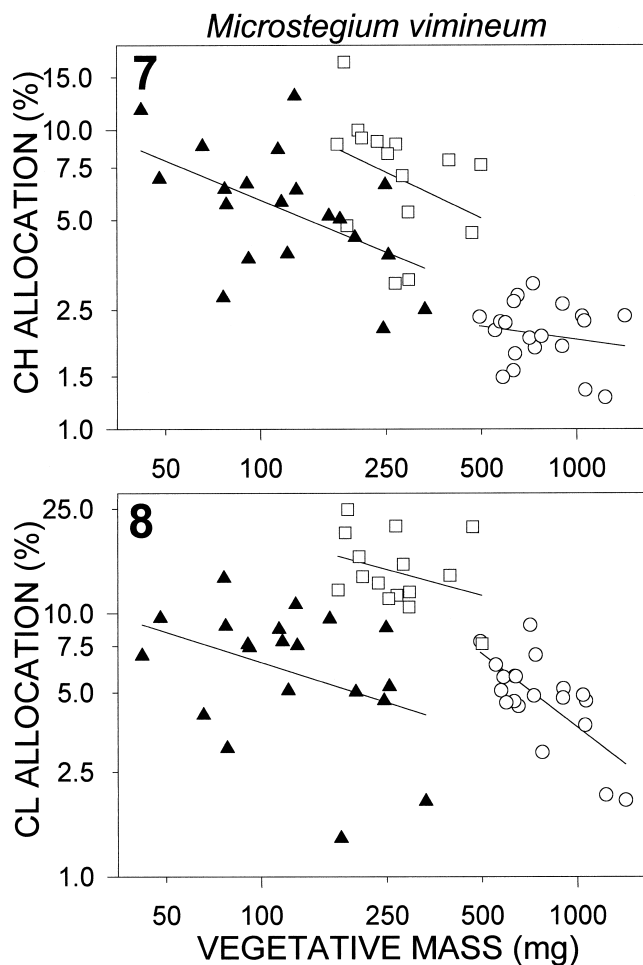 Microstegium vimineum
7
CH ALLOCATION (%)
15.0
10.0
7.5
5.0
2.5
1.5
1.0
50 100 250 500 1000
8
CL ALLOCATION (%)
25.0
10.0
7.5
5.0
2.5
1.0
50 100 250 500 1000
VEGETATIVE MASS (mg)